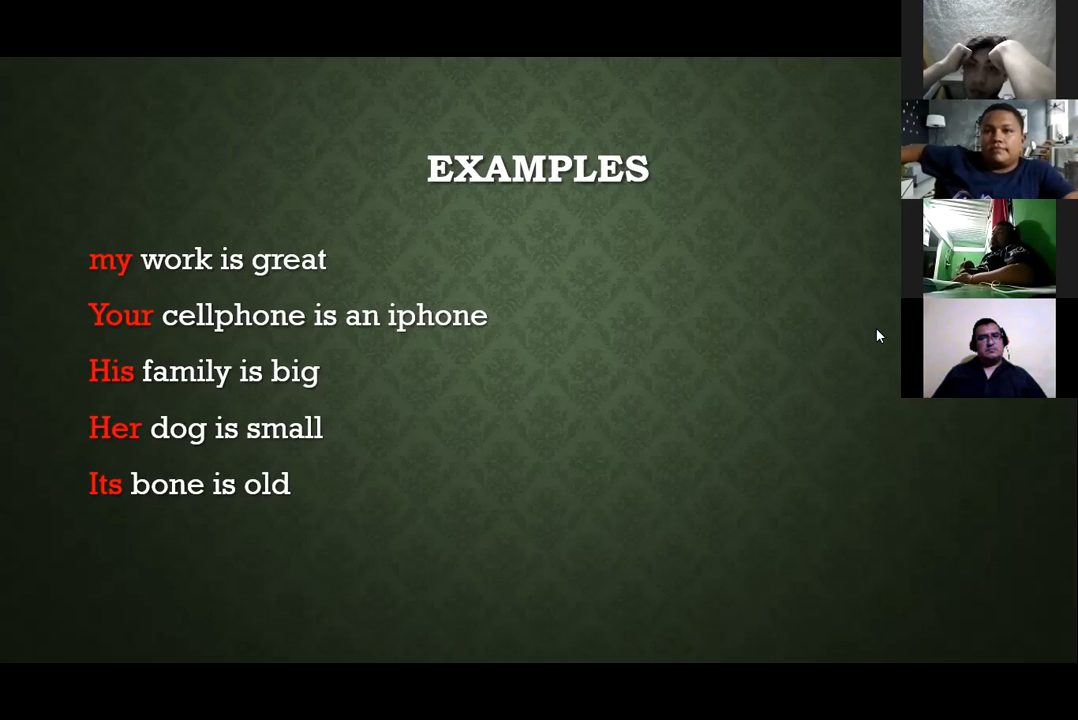 EXAMPLES
my work is great
Your cellphone is an iphone
His family is big
Her dog is small
Its bone is old